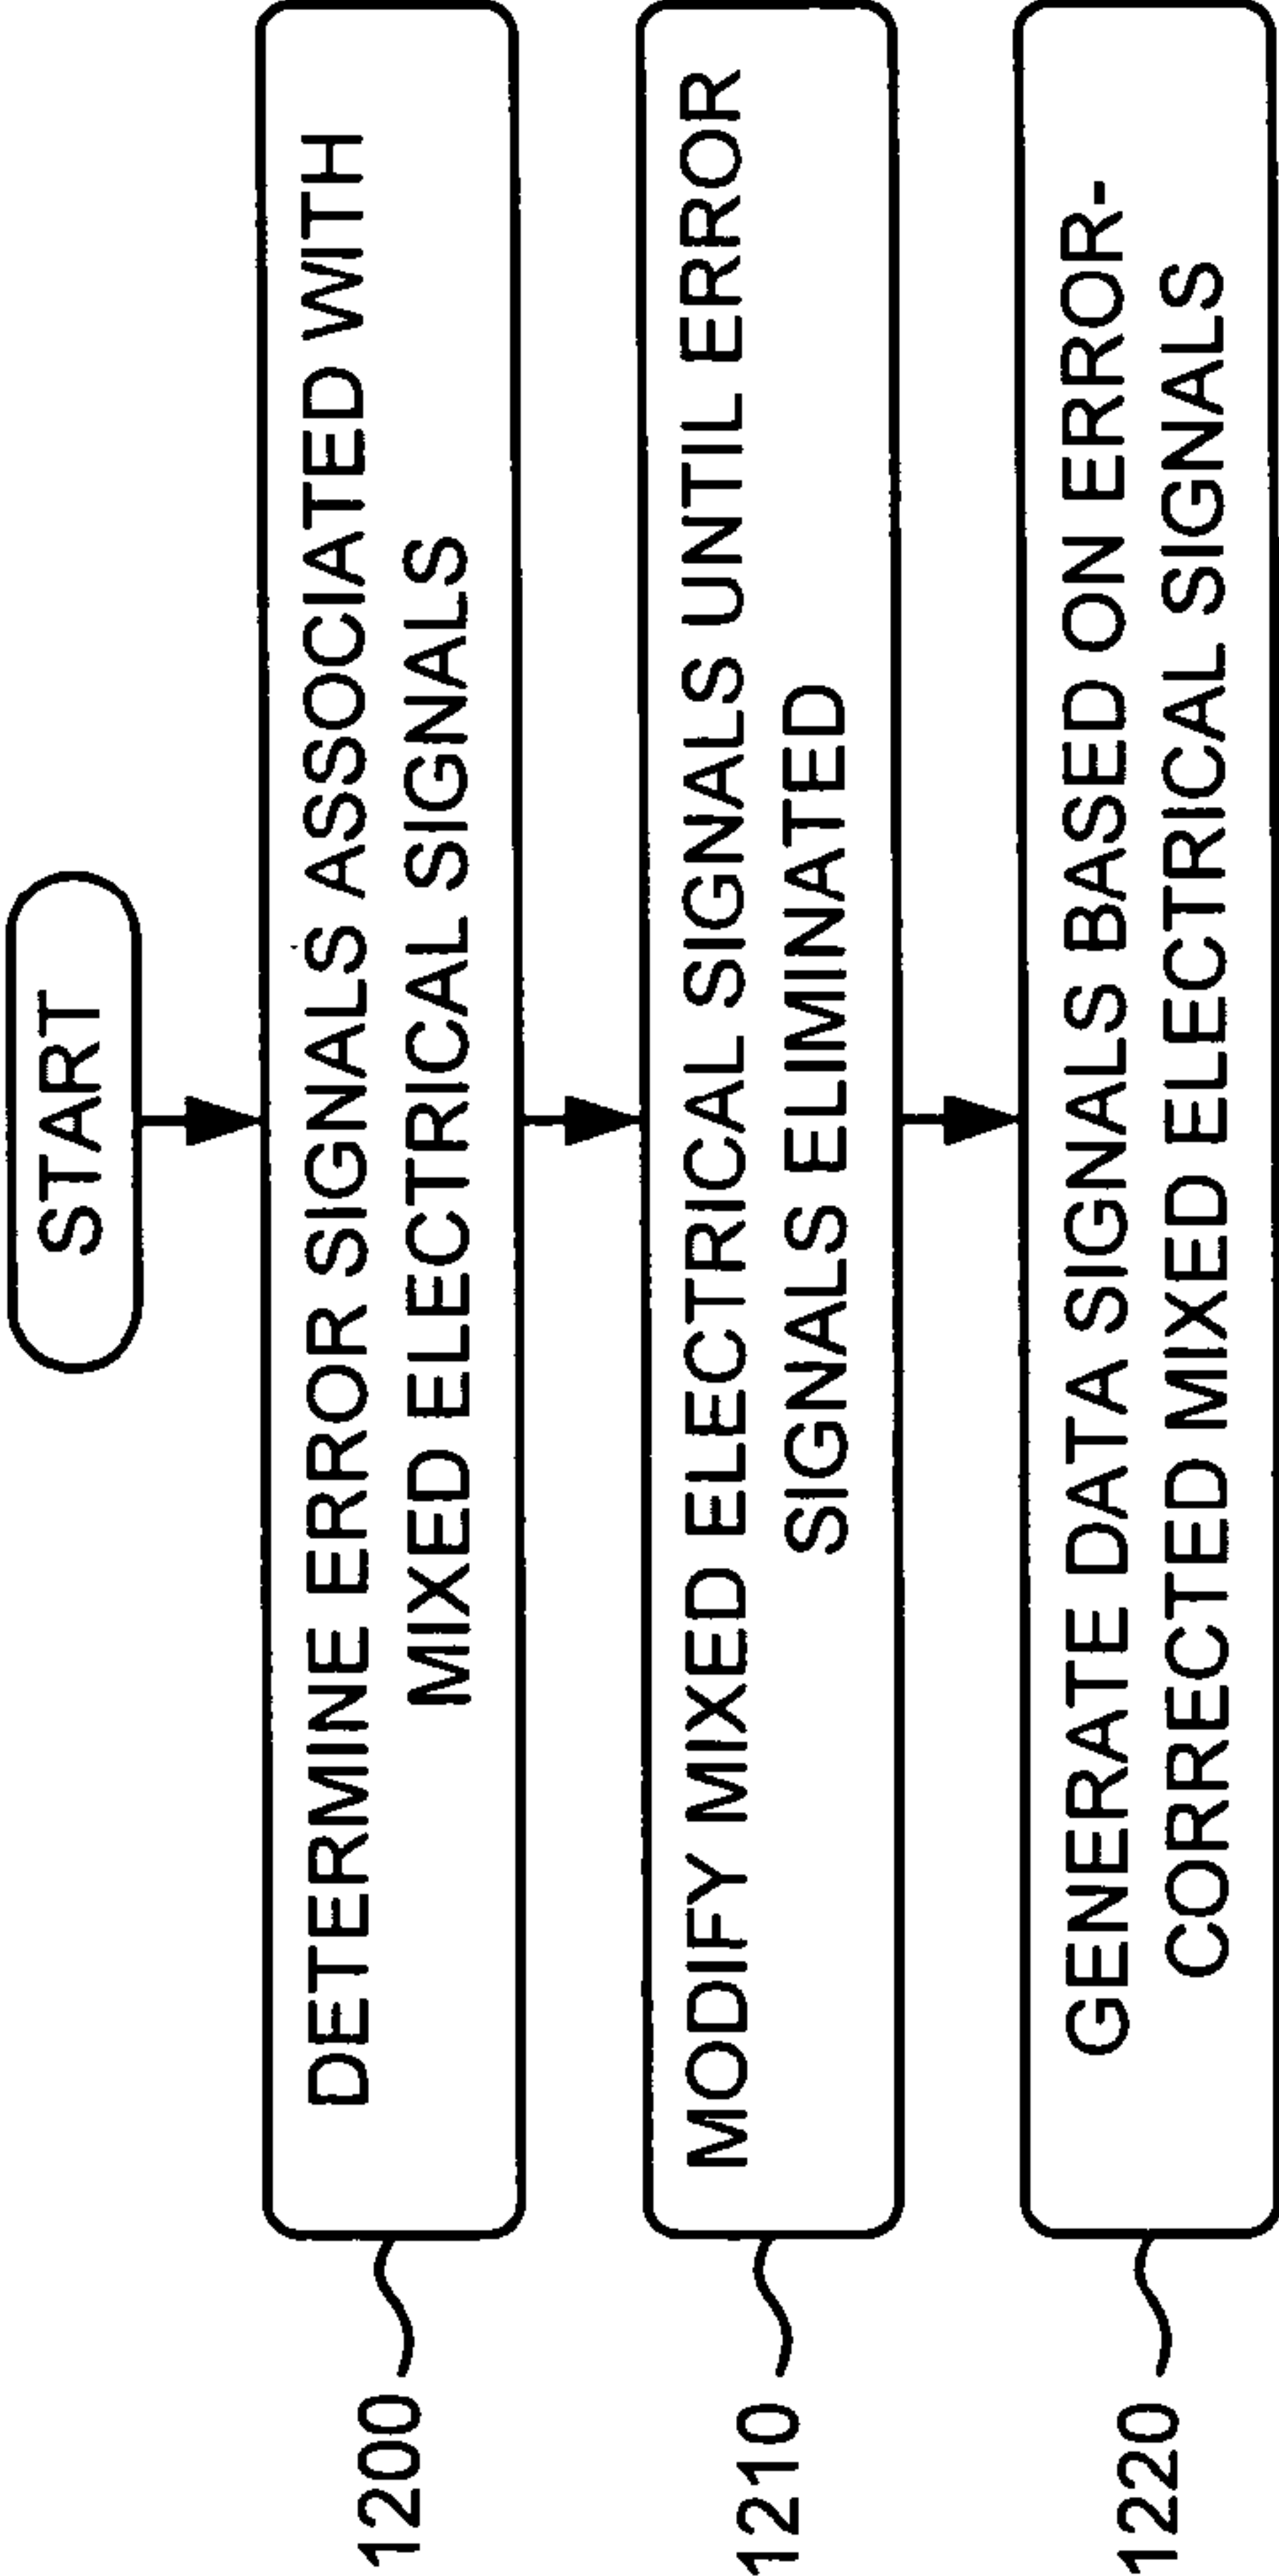 START
1200
DETERMINE ERROR SIGNALS ASSOCIATED WITH
MIXED ELECTRICAL SIGNALS
1210
MODIFY MIXED ELECTRICAL SIGNALS UNTIL ERROR
SIGNALS ELIMINATED
1220
GENERATE DATA SIGNALS BASED ON ERROR-
CORRECTED MIXED ELECTRICAL SIGNALS